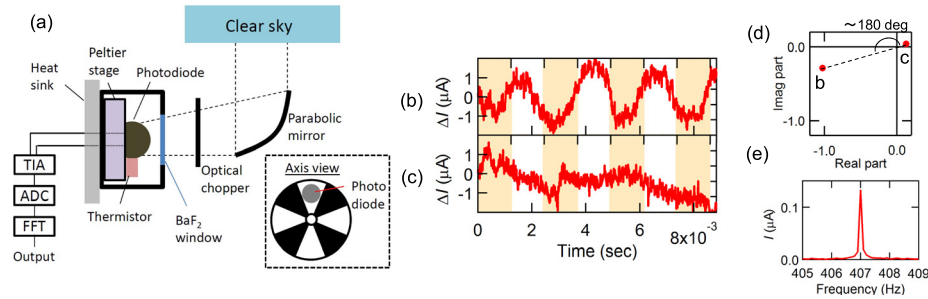 (a)
Clear sky
Peltier
stage
Heat
sink
Photodiode
Parabolic
mirror
Optical
chopper
TIA
ADC
FFT
Output
Thermistor
BaF2
window
Axis view
Photo
diode
(b)
ΔI (μA)
1
0
-1
(c)
ΔI (μA)
1
0
-1
0 2 4 6 8x10-3
Time (sec)
(d)
~180 deg
0.0
-1.0
Imag part
b
c
-1.0 0.0
Real part
(e)
I (μA)
0.1
0.0
405 406 407 408 409
Frequency (Hz)